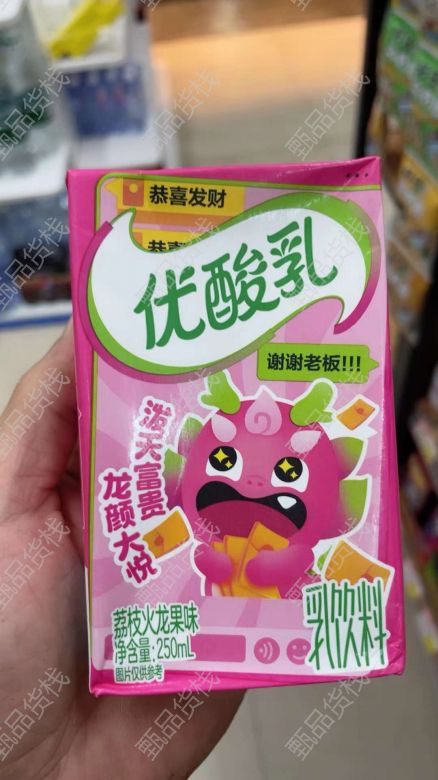 恭喜发财
恭喜
优酸乳
谢谢老板!!!
泼天富贵
龙颜大悦
荔枝火龙果味
净含量:250mL
图片仅供参考
乳饮料
甄品货栈